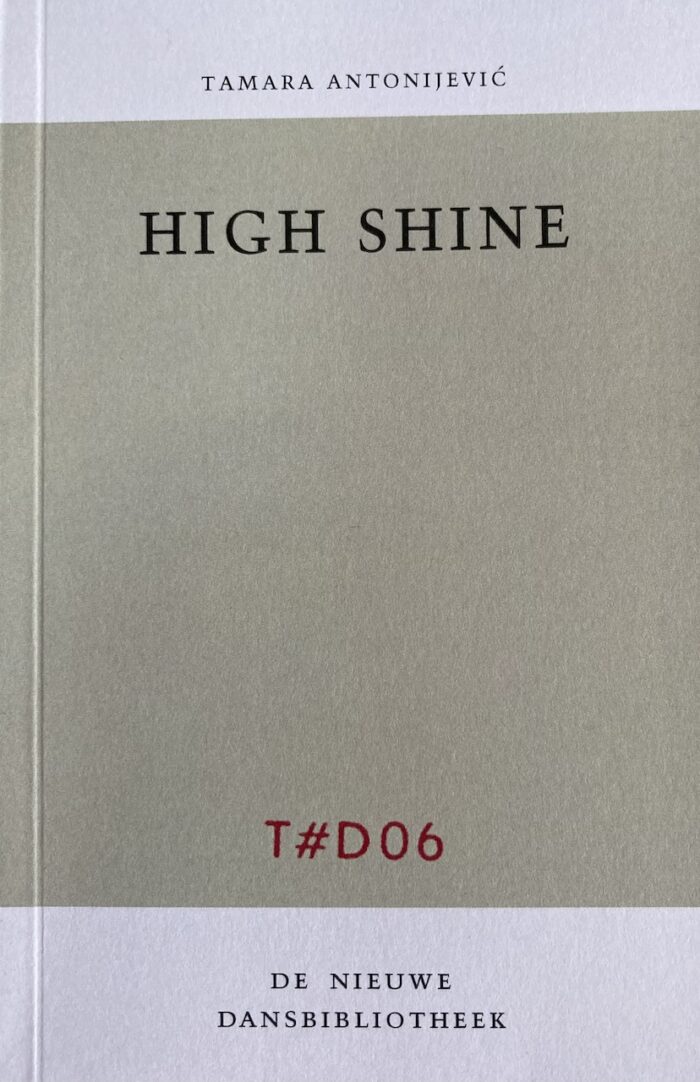 TAMARA ANTONIJEVIĆ
HIGH SHINE
T#D06
DE NIEUWE
DANSBIBLIOTHEEK